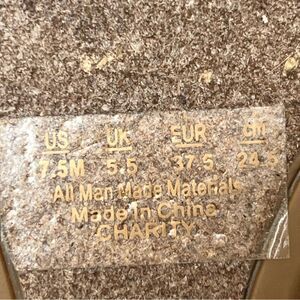 US UK EUR CM
7.5M 5.5 37.5 24.5
All Man Made Materials
Made in China
"CHARITY"